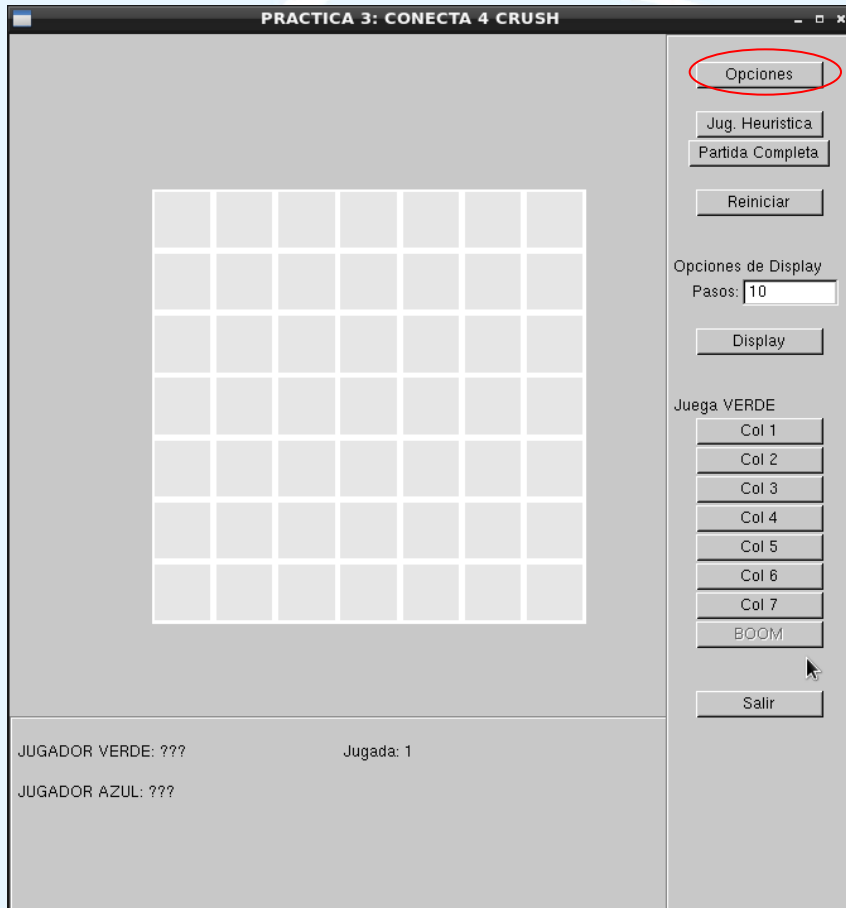 PRACTICA 3: CONECTA 4 CRUSH
Opciones
Jug. Heuristica
Partida Completa
Reiniciar
Opciones de Display
Pasos: 10
Display
Juega VERDE
Col 1
Col 2
Col 3
Col 4
Col 5
Col 6
Col 7
BOOM
Salir
JUGADOR VERDE: ??? Jugada: 1
JUGADOR AZUL: ???